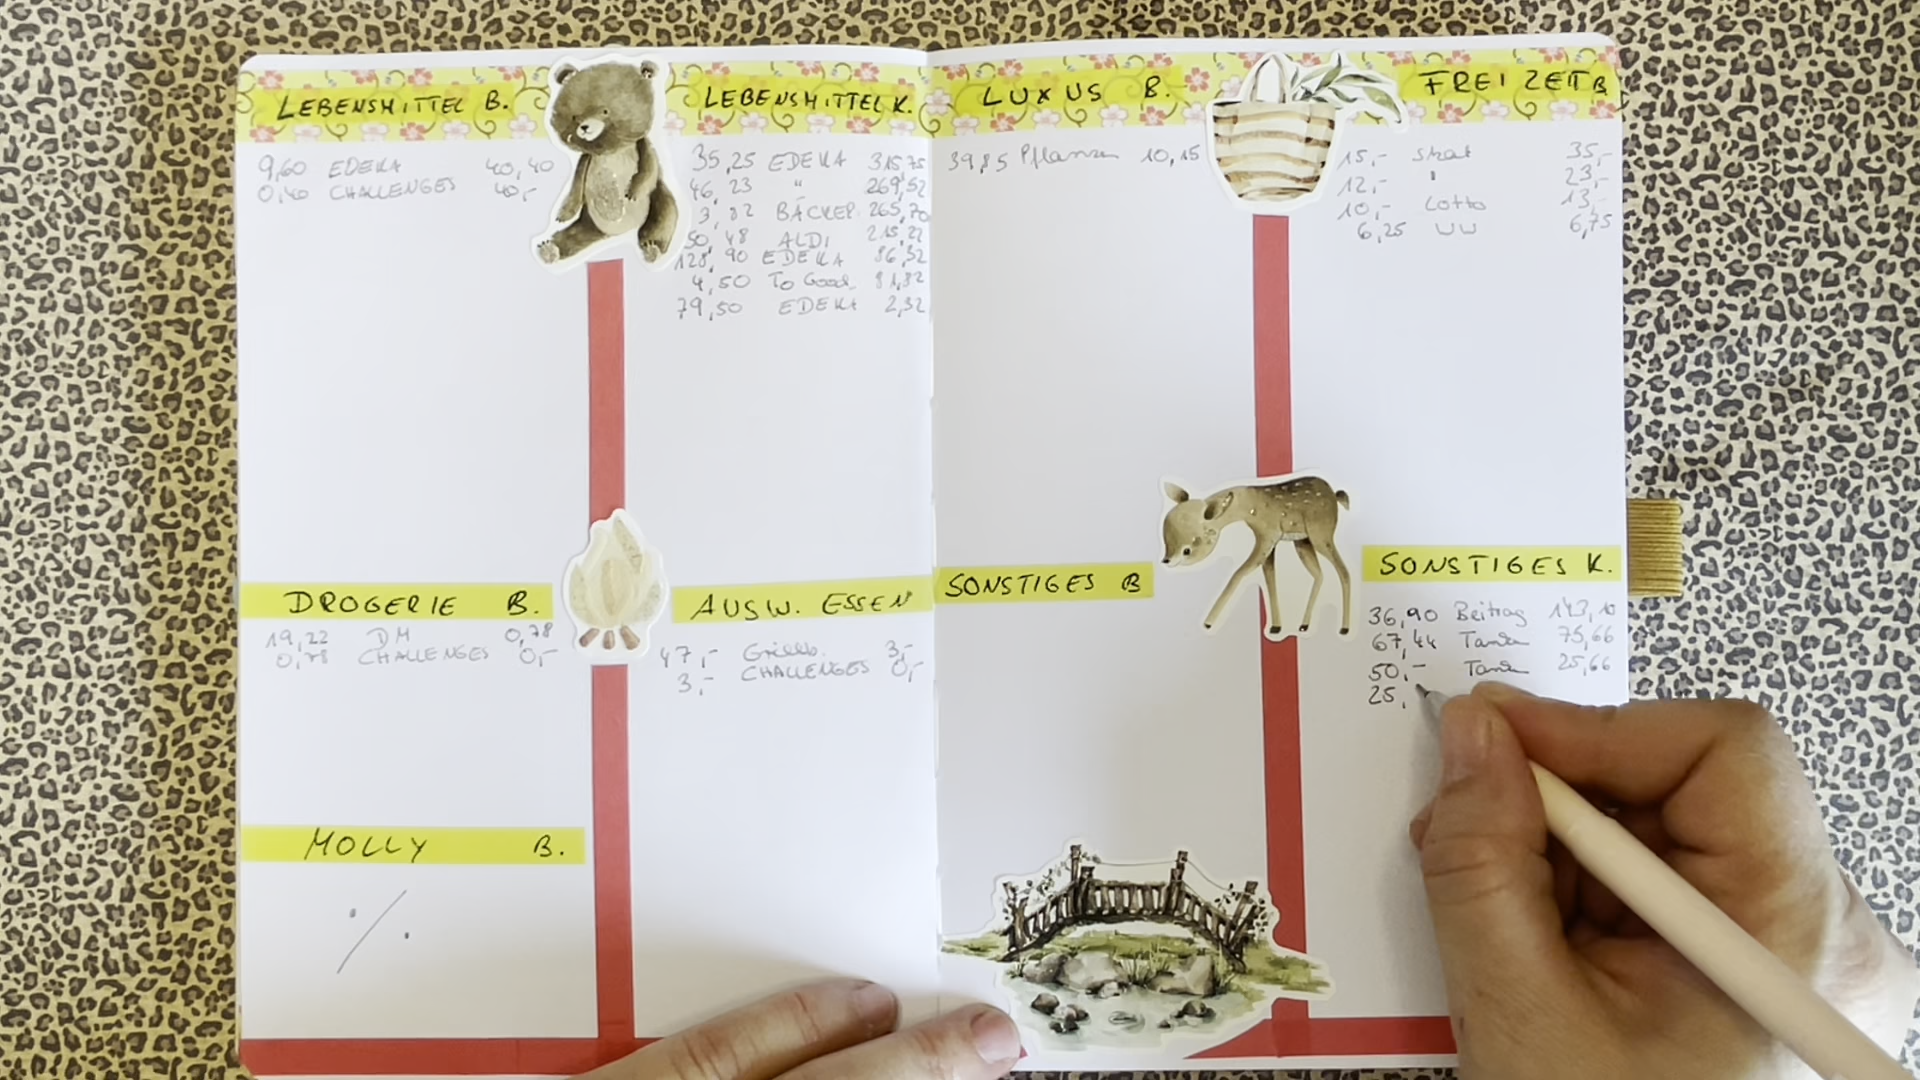 LEBENSMITTEL B.
9,60 EDEKA 40,40
0,40 CHALLENGES 40,-
LEBENSMITTEL K.
35,25 EDEKA 315,75
46,23 " 269,52
3,82 BÄCKER 265,70
50,48 ALDI 215,22
128,90 EDEKA 86,32
4,50 To Good 81,82
79,50 EDEKA 2,32
LUXUS B.
39,85 Pflanzen 10,15
FREIZEIT B
15,- Skat 35,-
12,- " 23,-
10,- Lotto 13,-
6,25 WW 6,75
DROGERIE B.
19,22 DM 0,78
0,78 CHALLENGES 0,-
AUSW. ESSEN
47,- Grillb. 3,-
3,- CHALLENGES 0,-
SONSTIGES B
SONSTIGES K.
36,90 Beitrag 143,10
67,44 Tanken 75,66
50,- Tanken 25,66
25,
MOLLY B.